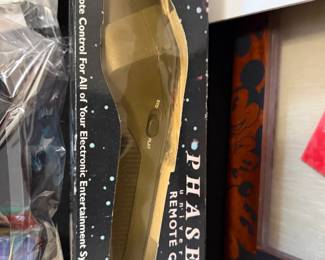 ote Control For All of Your Electronic Entertainment Sy
PHASE
REMOTE C